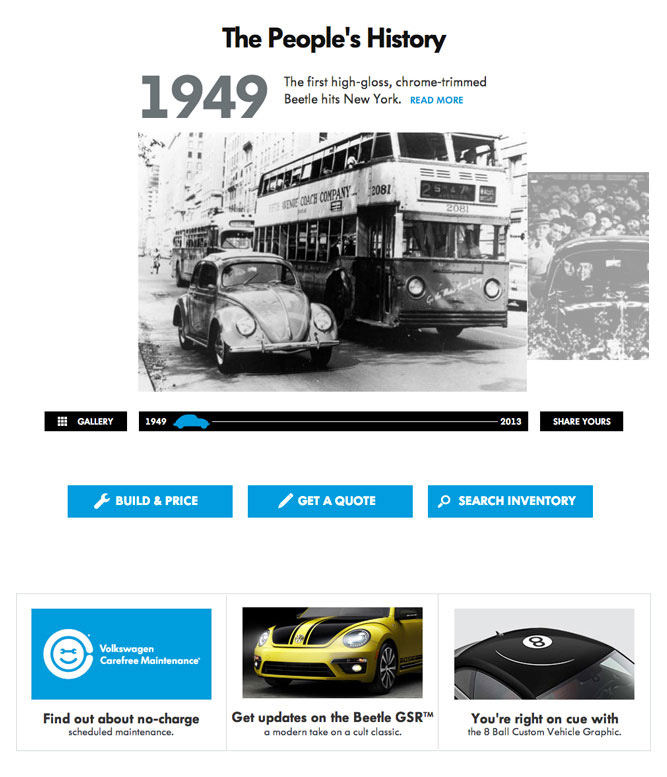 The People's History
1949
The first high-gloss, chrome-trimmed
Beetle hits New York. READ MORE
AVENUE COACH COMPANY
2081
2081
GALLERY
1949
2013
SHARE YOURS
BUILD & PRICE
GET A QUOTE
SEARCH INVENTORY
Volkswagen
Carefree Maintenance
8
Find out about no-charge
scheduled maintenance.
Get updates on the Beetle GSR™
a modern take on a cult classic.
You're right on cue with
the 8 Ball Custom Vehicle Graphic.